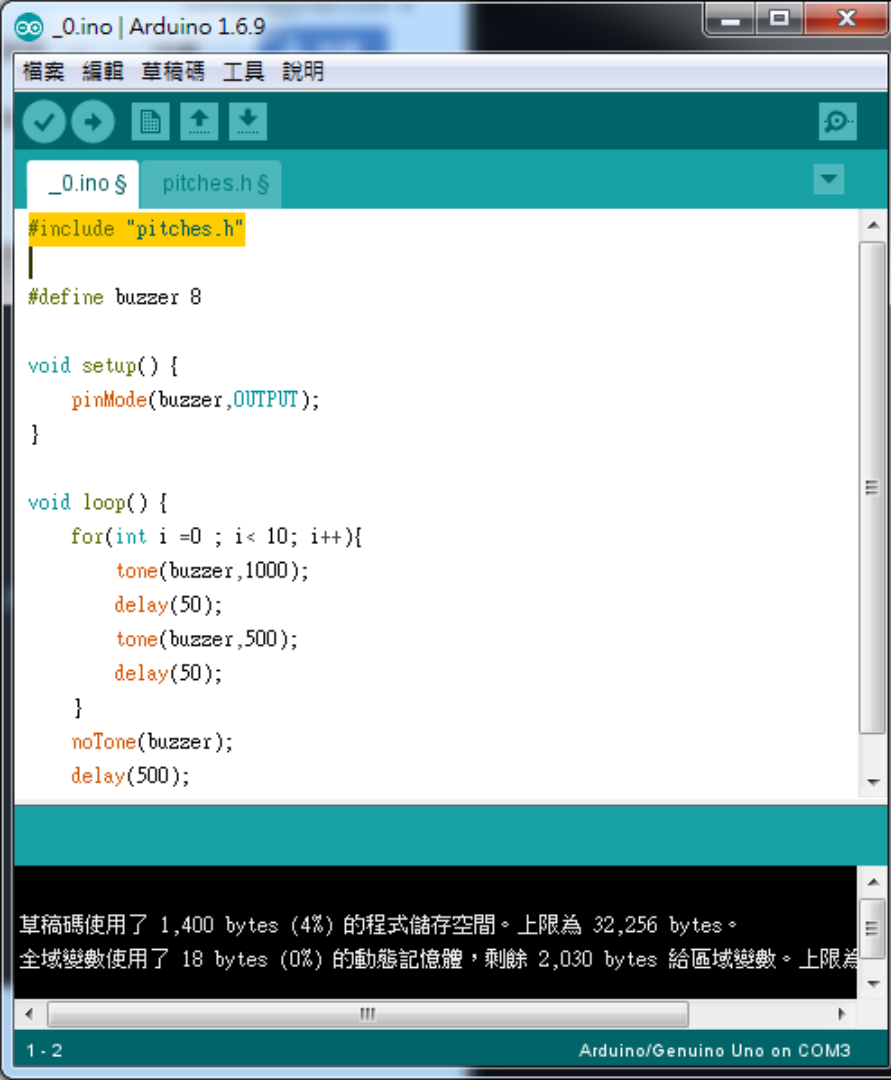 _0.ino | Arduino 1.6.9
檔案 編輯 草稿碼 工具 說明
_0.ino § pitches.h §
#include "pitches.h"
#define buzzer 8
void setup() {
pinMode(buzzer,OUTPUT);
}
void loop() {
for(int i =0 ; i< 10; i++){
tone(buzzer,1000);
delay(50);
tone(buzzer,500);
delay(50);
}
noTone(buzzer);
delay(500);
草稿碼使用了 1,400 bytes (4%) 的程式儲存空間。上限為 32,256 bytes。
全域變數使用了 18 bytes (0%) 的動態記憶體，剩餘 2,030 bytes 給區域變數。上限為
1 - 2 Arduino/Genuino Uno on COM3